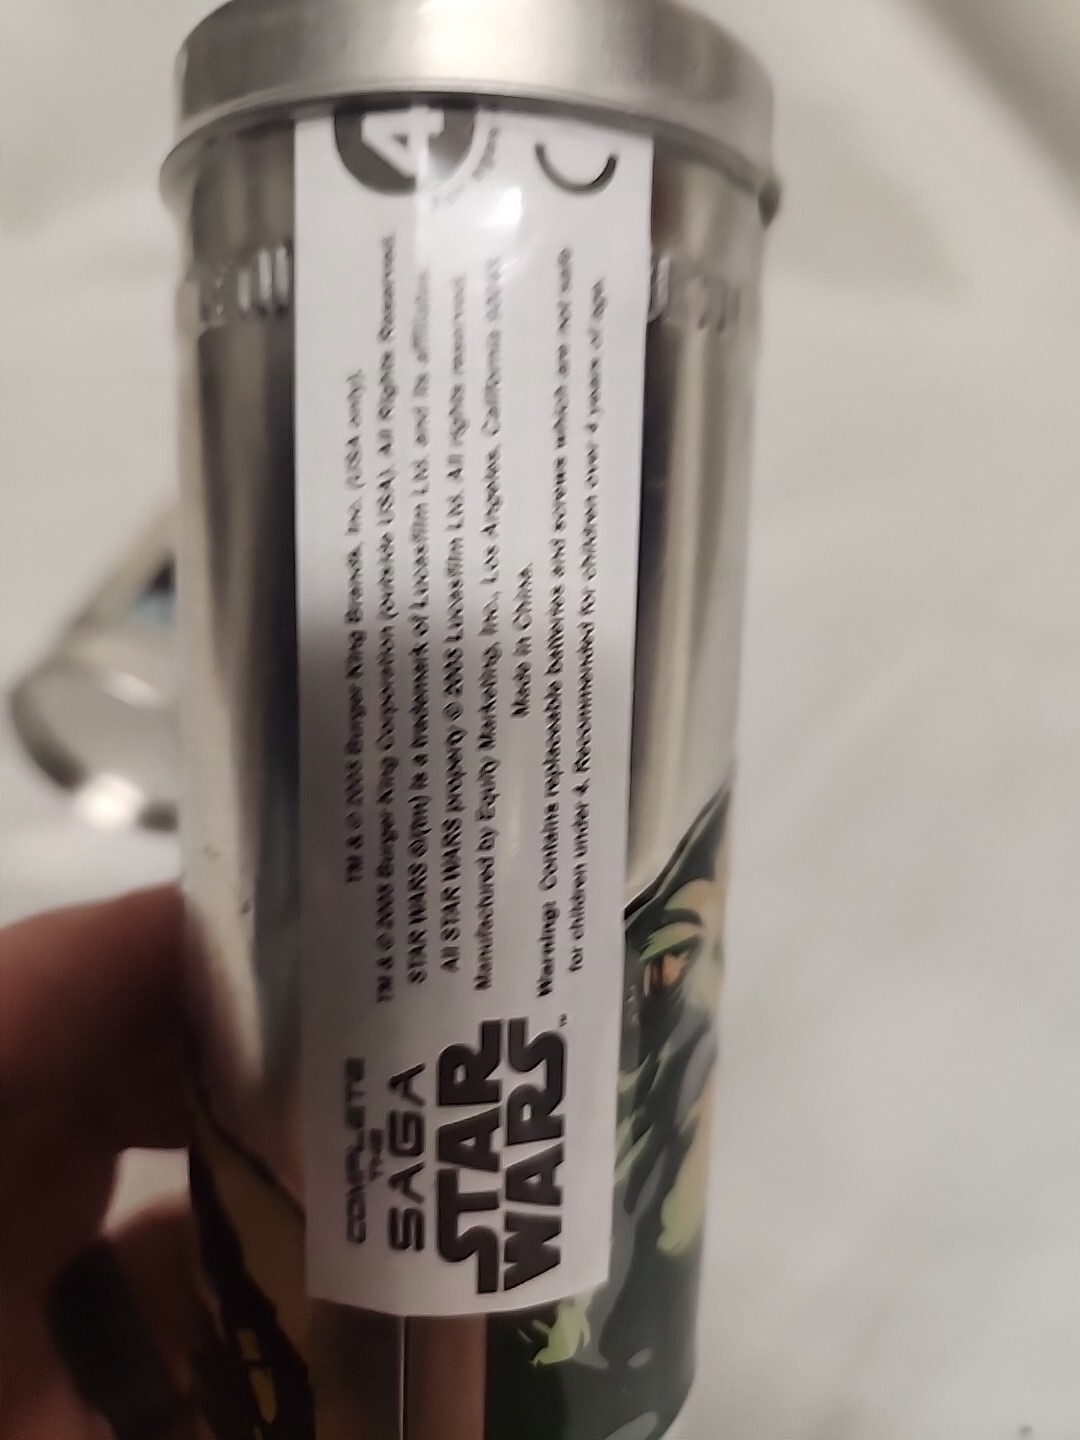 4
TM & © 2005 Burger King Brands, Inc. (USA only).
TM & © 2005 Burger King Corporation (outside USA). All Rights Reserved.
STAR WARS ®/(tm) is a trademark of Lucasfilm Ltd. and its affiliates.
All STAR WARS property © 2005 Lucasfilm Ltd. All rights reserved.
Manufactured by Equity Marketing, Inc., Los Angeles, California
Made in China.
Warning: Contains replaceable batteries and screws which are not safe
for children under 4. Recommended for children over 4 years of age.
COMPLETE
THE
SAGA
STAR
WARS™